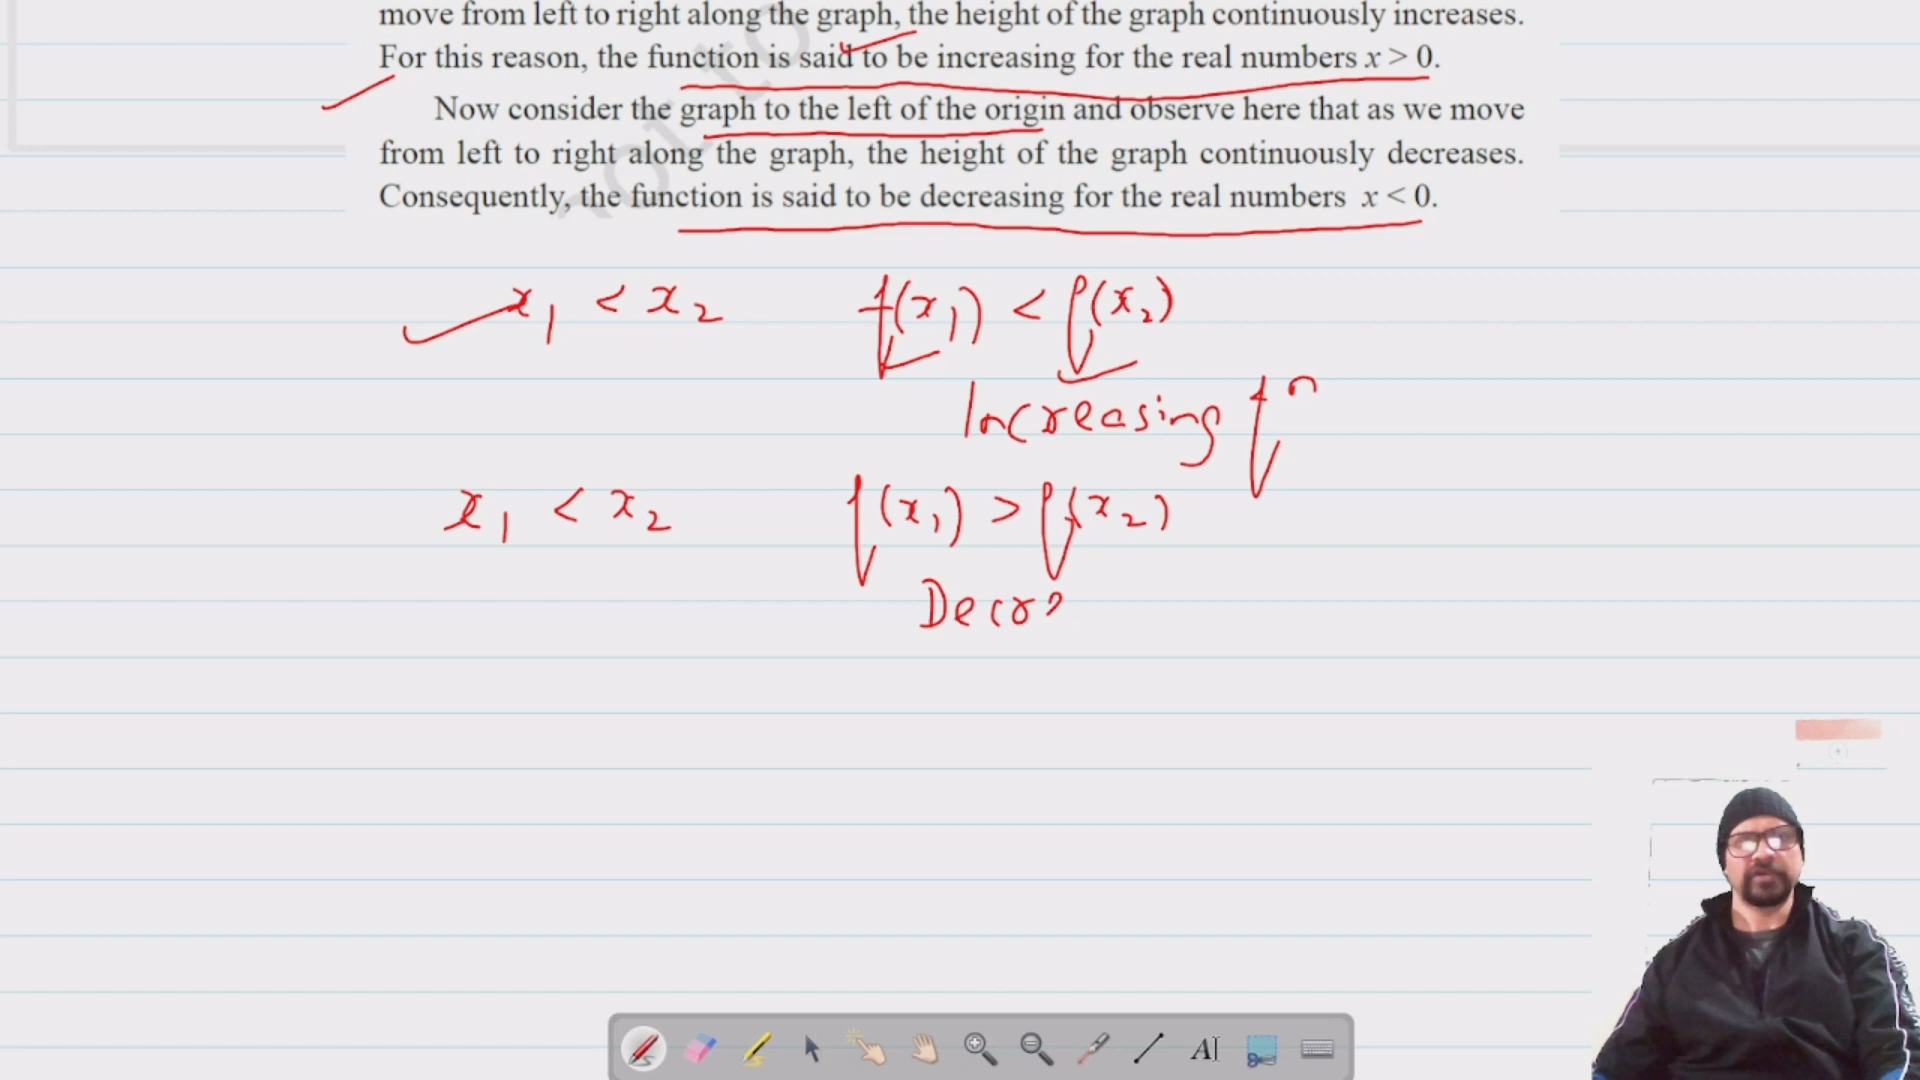 move from left to right along the graph, the height of the graph continuously increases.
For this reason, the function is said to be increasing for the real numbers x > 0.
Now consider the graph to the left of the origin and observe here that as we move
from left to right along the graph, the height of the graph continuously decreases.
Consequently, the function is said to be decreasing for the real numbers x < 0.
x₁ < x₂ f(x₁) < f(x₂)
Increasing fⁿ
x₁ < x₂ f(x₁) > f(x₂)
Decr